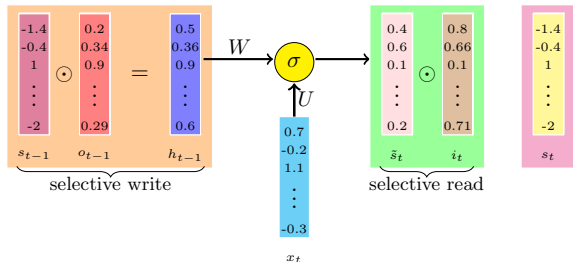 -1.4 0.2 0.5 0.4 0.8 -1.4
-0.4 0.34 0.36 W 0.6 0.66 -0.4
1 ⊙ 0.9 = 0.9 σ 0.1 ⊙ 0.1 1
⋮ ⋮ ⋮ U ⋮ ⋮ ⋮
-2 0.29 0.6 0.2 0.71 -2
s_{t−1} o_{t−1} h_{t−1} s̃_t i_t s_t
selective write selective read
0.7
-0.2
1.1
⋮
-0.3
x_t